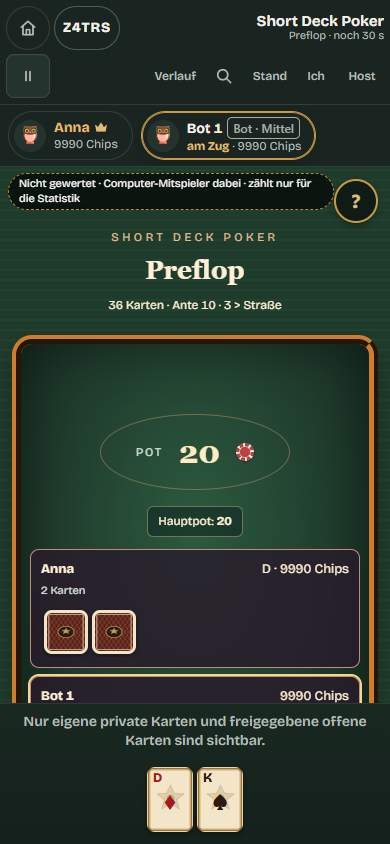 Z4TRS
Short Deck Poker
Preflop · noch 30 s
Verlauf
Stand
Ich
Host
Anna
9990 Chips
Bot 1
Bot · Mittel
am Zug · 9990 Chips
Nicht gewertet · Computer-Mitspieler dabei · zählt nur für
die Statistik
?
SHORT DECK POKER
Preflop
36 Karten · Ante 10 · 3 > Straße
POT 20
Hauptpot: 20
Anna
D · 9990 Chips
2 Karten
Bot 1
9990 Chips
Nur eigene private Karten und freigegebene offene
Karten sind sichtbar.
D
K